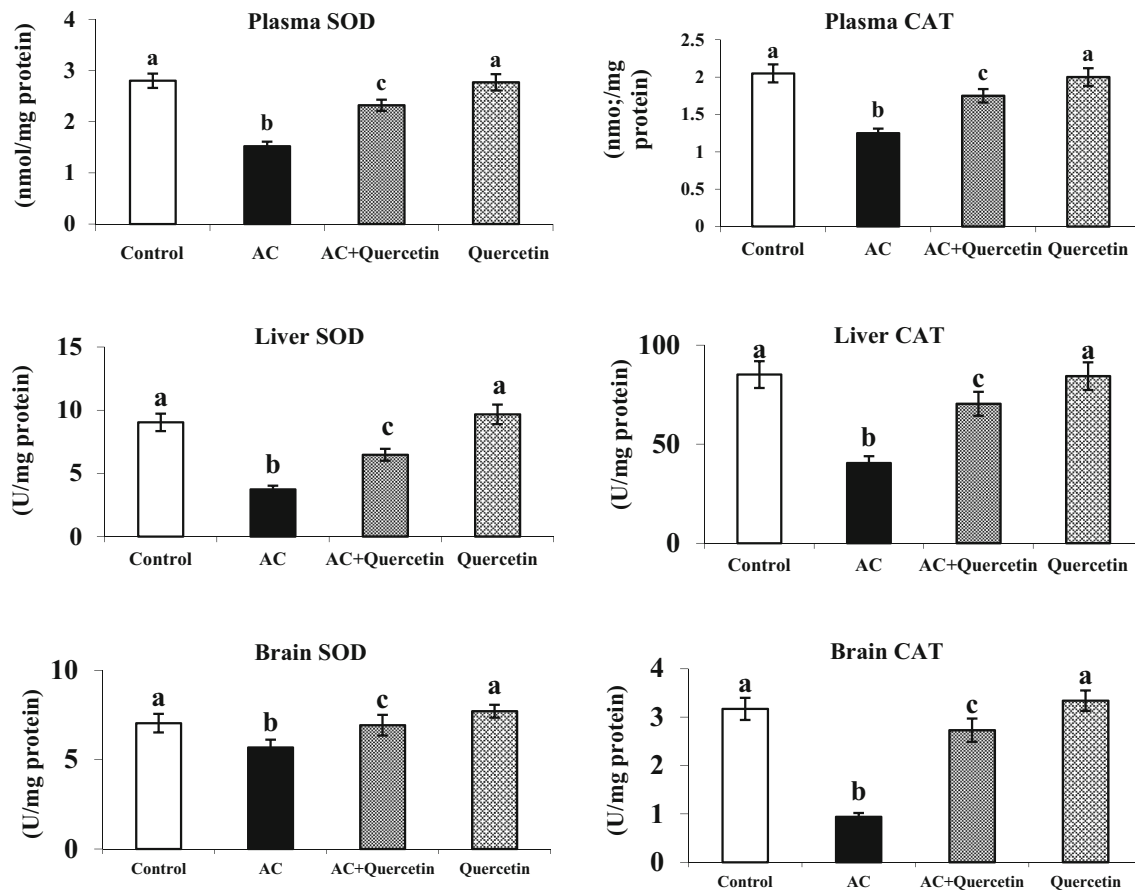 Plasma SOD
(nmol/mg protein)
4
3
2
1
0
a
b
c
a
Control AC AC+Quercetin Quercetin
Plasma CAT
(nmo;/mg
protein)
2.5
2
1.5
1
0.5
0
a
b
c
a
Control AC AC+Quercetin Quercetin
Liver SOD
(U/mg protein)
15
10
5
0
a
b
c
a
Control AC AC+Quercetin Quercetin
Liver CAT
(U/mg protein)
100
50
0
a
b
c
a
Control AC AC+Quercetin Quercetin
Brain SOD
(U/mg protein)
10
5
0
a
b
c
a
Control AC AC+Quercetin Quercetin
Brain CAT
(U/mg protein)
4
3
2
1
0
a
b
c
a
Control AC AC+Quercetin Quercetin